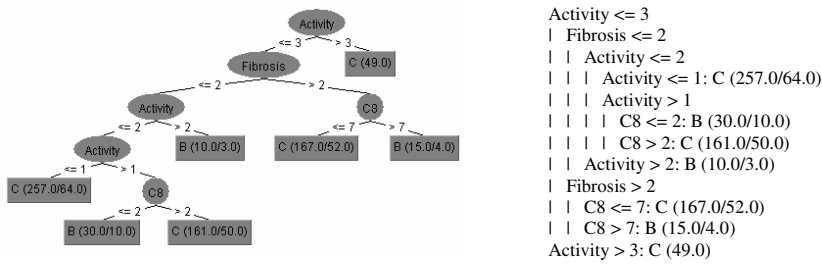 Activity
<= 3
> 3
Fibrosis
C (49.0)
<= 2
> 2
Activity
C8
<= 2
> 2
<= 7
> 7
Activity
B (10.0/3.0)
C (167.0/52.0)
B (15.0/4.0)
<= 1
> 1
C (257.0/64.0)
C8
<= 2
> 2
B (30.0/10.0)
C (161.0/50.0)
Activity <= 3
| Fibrosis <= 2
| | Activity <= 2
| | | Activity <= 1: C (257.0/64.0)
| | | Activity > 1
| | | | C8 <= 2: B (30.0/10.0)
| | | | C8 > 2: C (161.0/50.0)
| | Activity > 2: B (10.0/3.0)
| Fibrosis > 2
| | C8 <= 7: C (167.0/52.0)
| | C8 > 7: B (15.0/4.0)
Activity > 3: C (49.0)